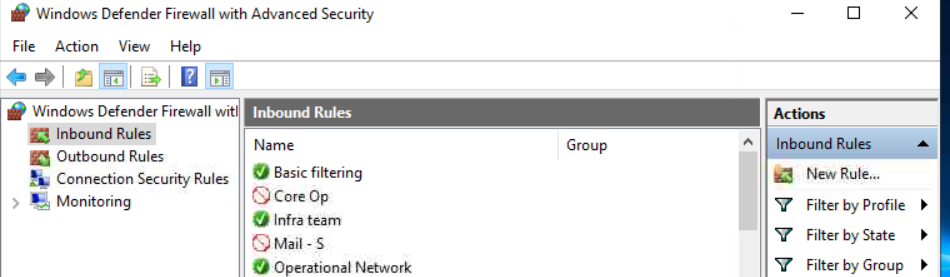 Windows Defender Firewall with Advanced Security
File Action View Help
Windows Defender Firewall witl
Inbound Rules
Outbound Rules
Connection Security Rules
Monitoring
Inbound Rules
Name Group
Basic filtering
Core Op
Infra team
Mail - S
Operational Network
Actions
Inbound Rules
New Rule...
Filter by Profile
Filter by State
Filter by Group